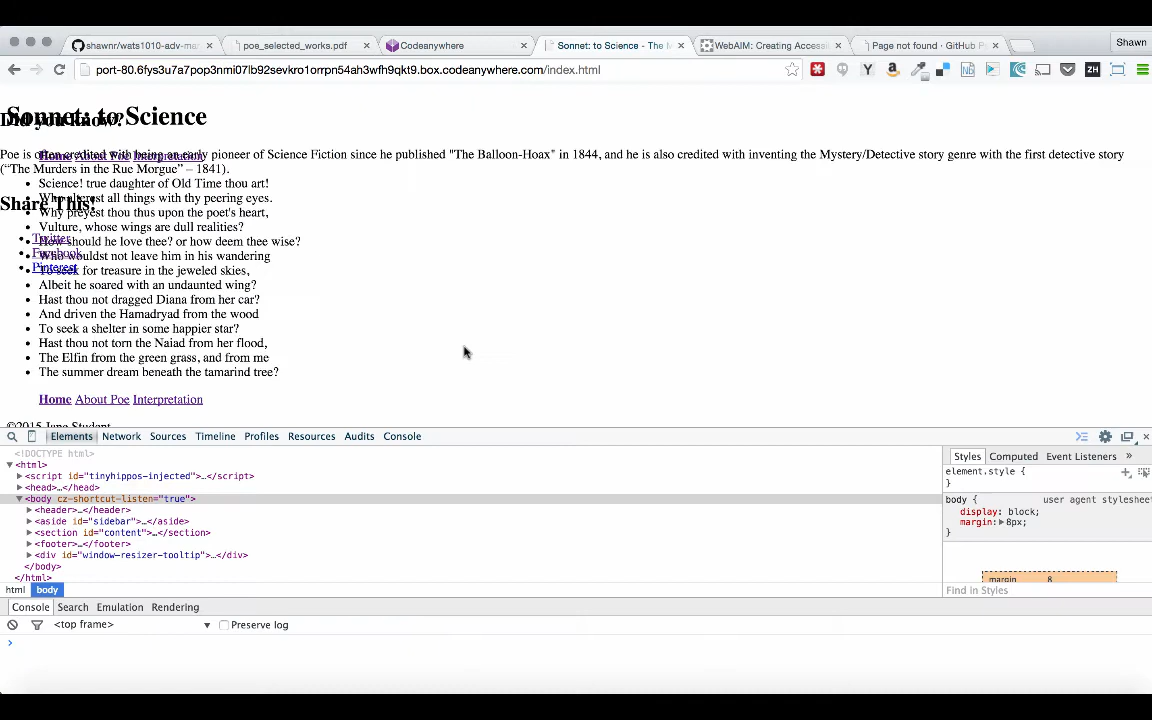 shawnr/wats1010-adv-ma
poe_selected_works.pdf
Codeanywhere
Sonnet: to Science - The M
WebAIM: Creating Accessi
Page not found · GitHub P
Shawn
port-80.6fys3u7a7pop3nmi07lb92sevkro1orrpn54ah3wfh9qkt9.box.codeanywhere.com/index.html
Sonnet: to Science
Did you know?
Home About Poe Interpretation
Poe is often credited with being an early pioneer of Science Fiction since he published "The Balloon-Hoax" in 1844, and he is also credited with inventing the Mystery/Detective story genre with the first detective story
(“The Murders in the Rue Morgue” – 1841).
Science! true daughter of Old Time thou art!
Who alterest all things with thy peering eyes.
Share This!
Why preyest thou thus upon the poet's heart,
Vulture, whose wings are dull realities?
Twitter
How should he love thee? or how deem thee wise?
Facebook
Who wouldst not leave him in his wandering
Pinterest
To seek for treasure in the jeweled skies,
Albeit he soared with an undaunted wing?
Hast thou not dragged Diana from her car?
And driven the Hamadryad from the wood
To seek a shelter in some happier star?
Hast thou not torn the Naiad from her flood,
The Elfin from the green grass, and from me
The summer dream beneath the tamarind tree?
Home About Poe Interpretation
©2015 Jane Student
Elements Network Sources Timeline Profiles Resources Audits Console
<!DOCTYPE html>
<html>
<script id="tinyhippos-injected">…</script>
<head>…</head>
<body cz-shortcut-listen="true">
<header>…</header>
<aside id="sidebar">…</aside>
<section id="content">…</section>
<footer>…</footer>
<div id="window-resizer-tooltip">…</div>
</body>
</html>
html body
Styles Computed Event Listeners »
element.style {
}
body { user agent stylesheet
display: block;
margin: 8px;
}
margin 8
Find in Styles
Console Search Emulation Rendering
<top frame> Preserve log